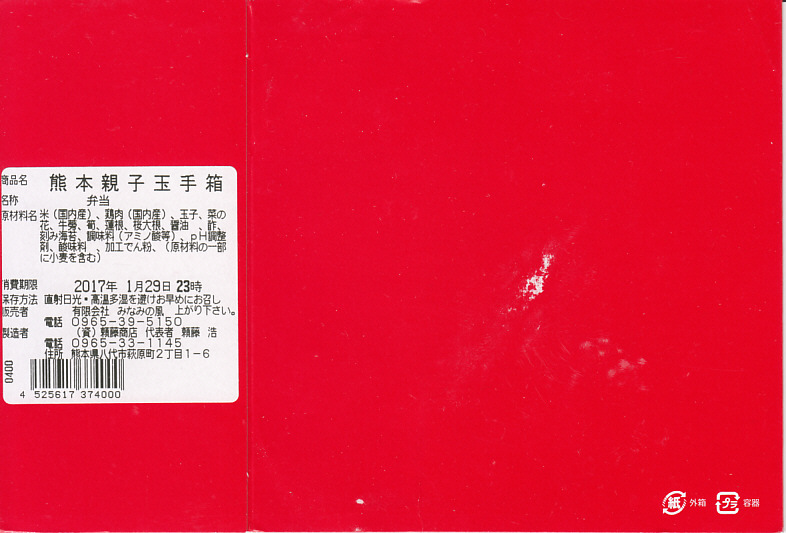 商品名 熊本親子玉手箱
名称 弁当
原材料名 米（国内産）、鶏肉（国内産）、玉子、菜の
花、牛蒡、筍、蓮根、桜大根、醤油　、酢、
刻み海苔、調味料（アミノ酸等）、ｐＨ調整
剤、酸味料　、加工でん粉、（原材料の一部
に小麦を含む）
消費期限 2017年 1月29日 23時
保存方法 直射日光・高温多湿を避けお早めにお召し
上がり下さい。
販売者 有限会社 みなみの風
電話 0965-39-5150
製造者 （資）頼藤商店 代表者 頼藤 浩
電話 0965-33-1145
住所 熊本県八代市萩原町2丁目1-6
0400
4 525617 374000
紙 外箱 プラ 容器